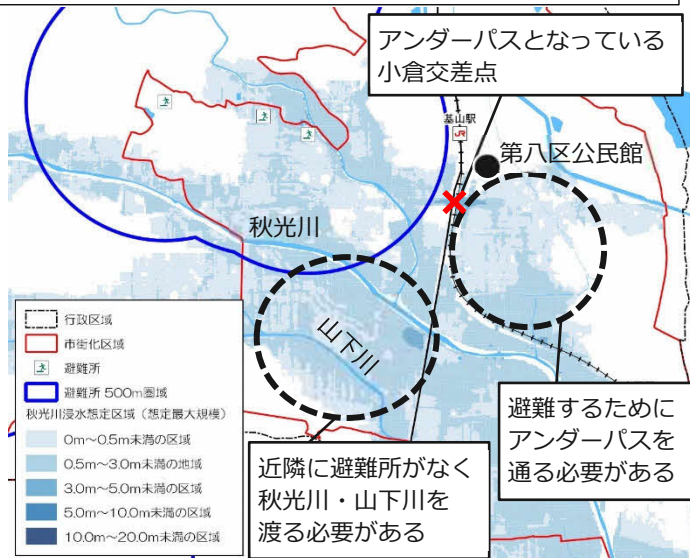 アンダーパスとなっている
小倉交差点
基山駅
JR
第八区公民館
秋光川
山下川
行政区域
市街化区域
避難所
避難所 500m圏域
秋光川浸水想定区域（想定最大規模）
0m～0.5m未満の区域
0.5m～3.0m未満の地域
3.0m～5.0m未満の区域
5.0m～10.0m未満の区域
10.0m～20.0m未満の区域
近隣に避難所がなく
秋光川・山下川を
渡る必要がある
避難するために
アンダーパスを
通る必要がある